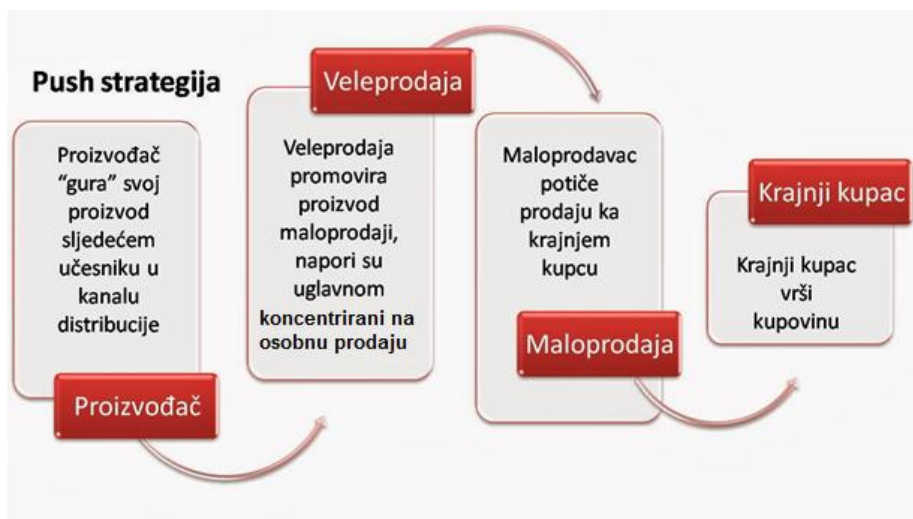 Push strategija
Proizvođač
“gura” svoj
proizvod
sljedećem
učesniku u
kanalu
distribucije
Proizvođač
Veleprodaja
Veleprodaja
promovira
proizvod
maloprodaji,
napori su
uglavnom
koncentrirani na
osobnu prodaju
Maloprodavac
potiče
prodaju ka
krajnjem
kupcu
Maloprodaja
Krajnji kupac
Krajnji kupac
vrši
kupovinu